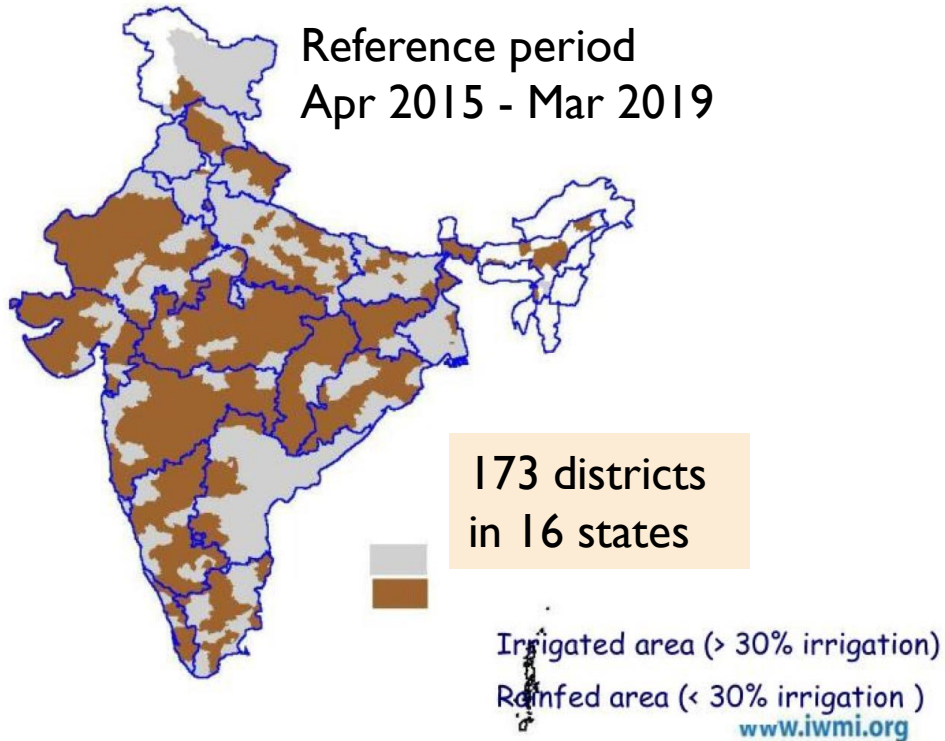 Reference period
Apr 2015 - Mar 2019
173 districts
in 16 states
Irrigated area (> 30% irrigation)
Rainfed area (< 30% irrigation )
www.iwmi.org